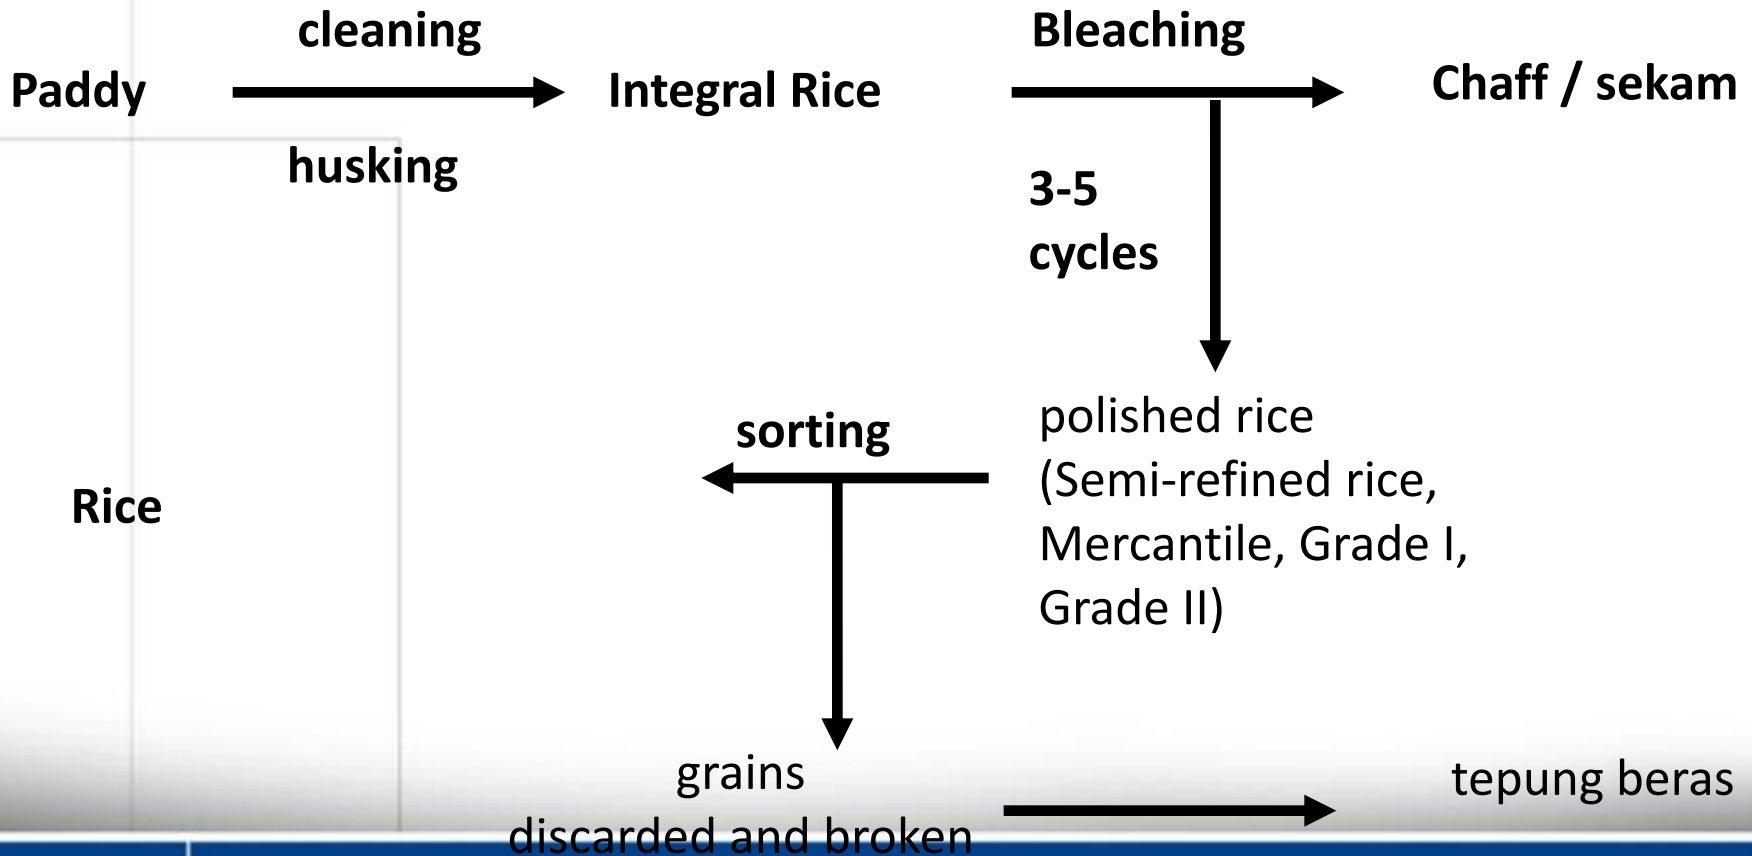 cleaning
Bleaching
Paddy
Integral Rice
Chaff / sekam
husking
3-5
cycles
polished rice
(Semi-refined rice,
Mercantile, Grade I,
Grade II)
sorting
Rice
grains
discarded and broken
tepung beras